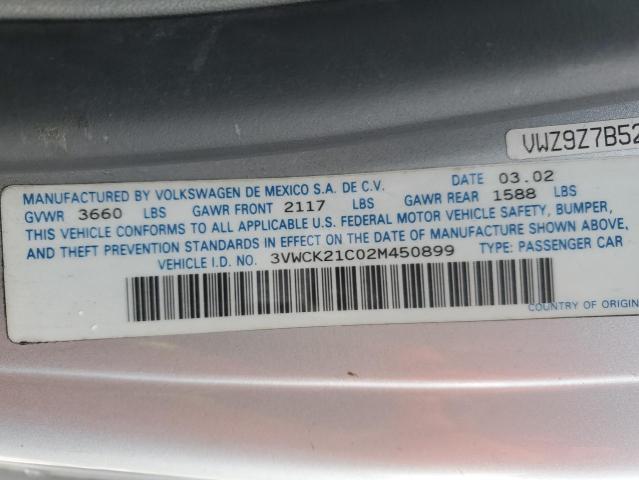 VWZ9Z7B52
MANUFACTURED BY VOLKSWAGEN DE MEXICO S.A. DE C.V. DATE 03.02
GVWR 3660 LBS GAWR FRONT 2117 LBS GAWR REAR 1588 LBS
THIS VEHICLE CONFORMS TO ALL APPLICABLE U.S. FEDERAL MOTOR VEHICLE SAFETY, BUMPER,
AND THEFT PREVENTION STANDARDS IN EFFECT ON THE DATE OF MANUFACTURE SHOWN ABOVE.
VEHICLE I.D. NO. 3VWCK21C02M450899 TYPE: PASSENGER CAR
COUNTRY OF ORIGIN